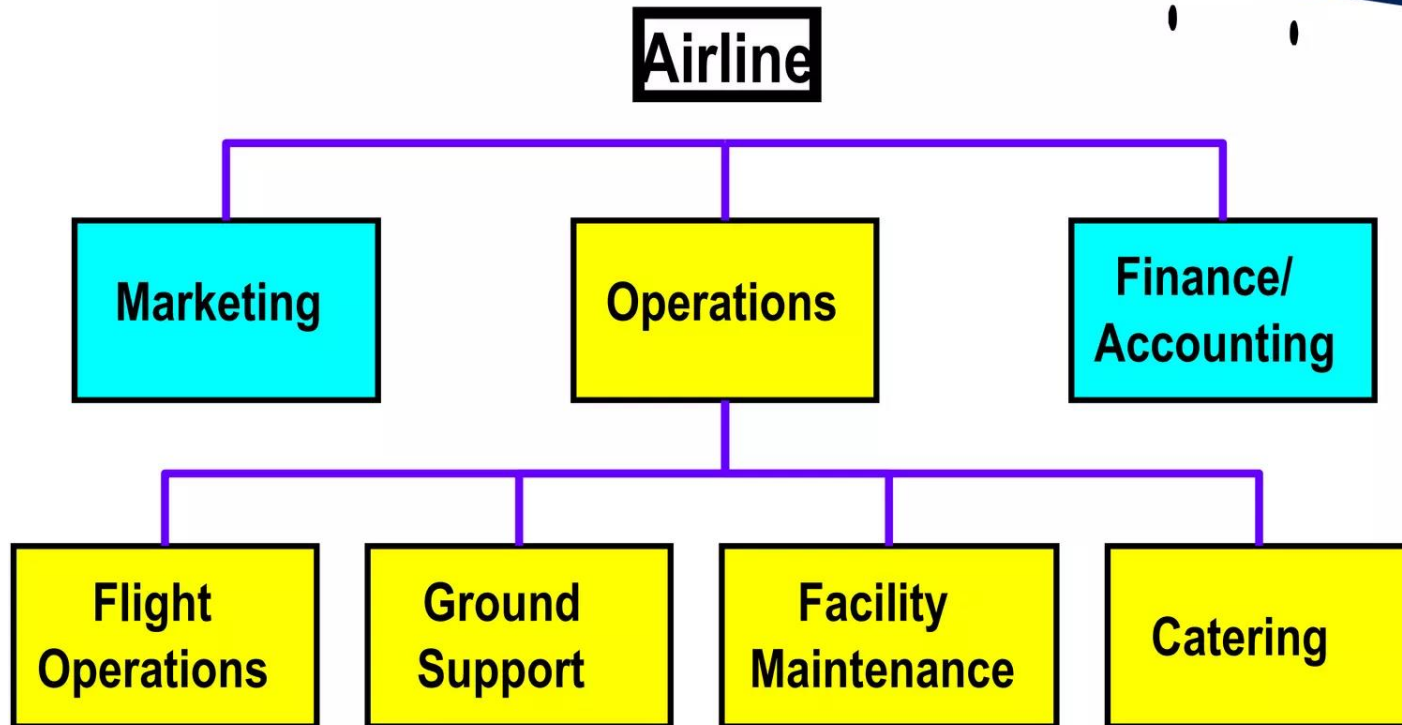 Airline
Marketing
Operations
Finance/
Accounting
Flight
Operations
Ground
Support
Facility
Maintenance
Catering